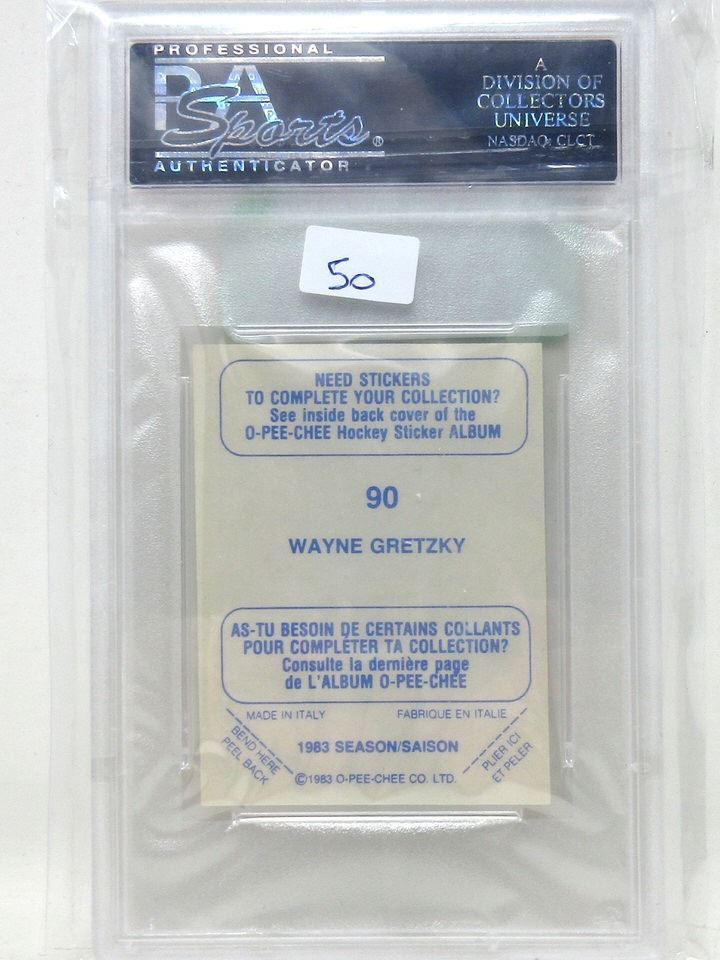 PROFESSIONAL
PSA
Sports®
AUTHENTICATOR
A
DIVISION OF
COLLECTORS
UNIVERSE
NASDAQ: CLCT
50
NEED STICKERS
TO COMPLETE YOUR COLLECTION?
See inside back cover of the
O-PEE-CHEE Hockey Sticker ALBUM
90
WAYNE GRETZKY
AS-TU BESOIN DE CERTAINS COLLANTS
POUR COMPLÉTER TA COLLECTION?
Consulte la dernière page
de L'ALBUM O-PEE-CHÉE
MADE IN ITALY
FABRIQUE EN ITALIE
BEND HERE
PEEL BACK
1983 SEASON/SAISON
PLIER ICI
ET PELER
©1983 O-PEE-CHEE CO. LTD.